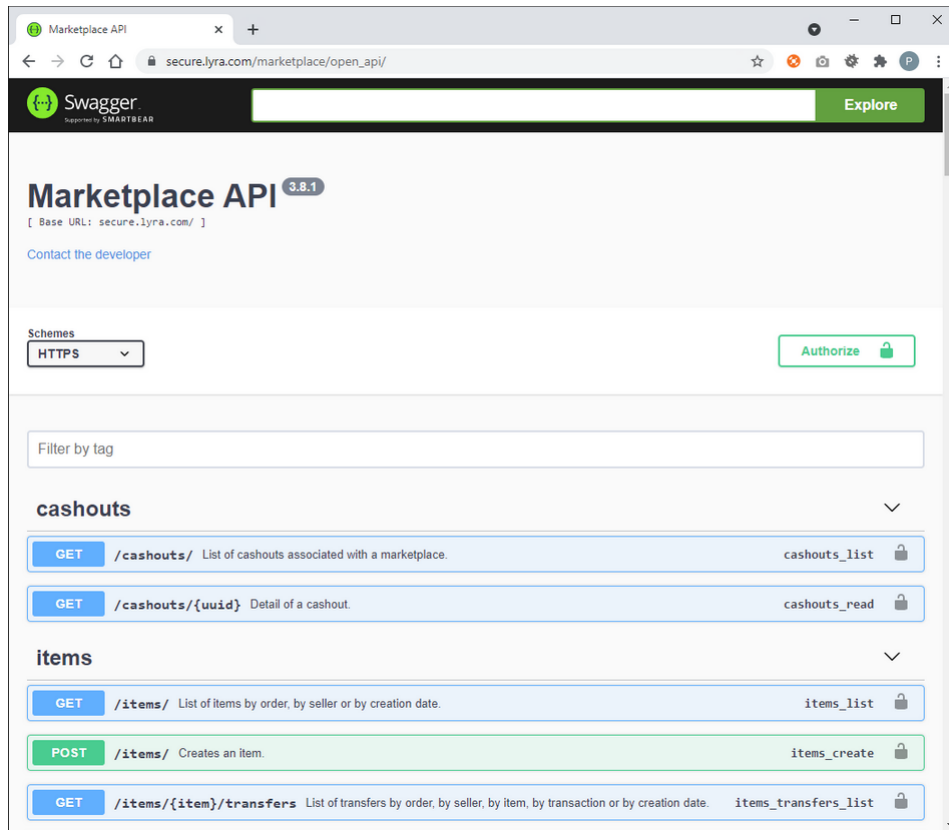 Marketplace API
secure.lyra.com/marketplace/open_api/
P
Swagger
Supported by SMARTBEAR
Explore
Marketplace API 3.8.1
[ Base URL: secure.lyra.com/ ]
Contact the developer
Schemes
HTTPS
Authorize
Filter by tag
cashouts
GET /cashouts/ List of cashouts associated with a marketplace. cashouts_list
GET /cashouts/{uuid} Detail of a cashout. cashouts_read
items
GET /items/ List of items by order, by seller or by creation date. items_list
POST /items/ Creates an item. items_create
GET /items/{item}/transfers List of transfers by order, by seller, by item, by transaction or by creation date. items_transfers_list